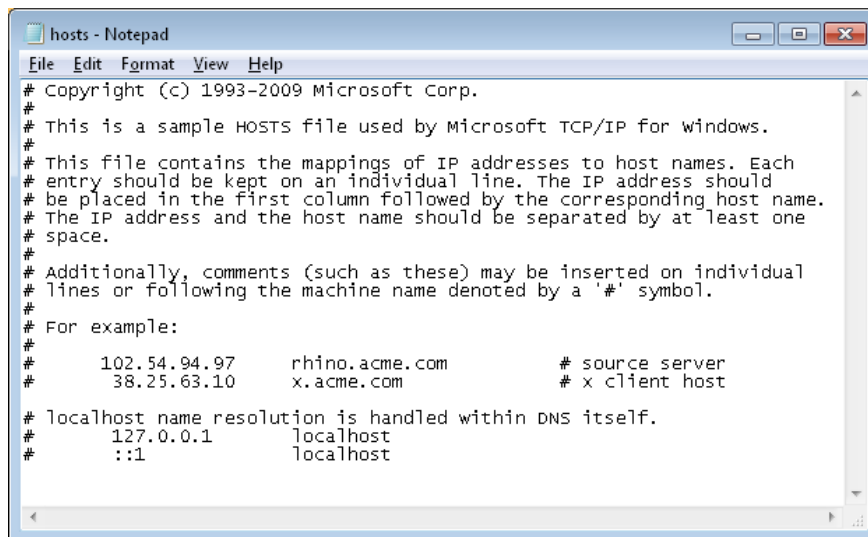 hosts - Notepad
File Edit Format View Help
# Copyright (c) 1993-2009 Microsoft Corp.
#
# This is a sample HOSTS file used by Microsoft TCP/IP for Windows.
#
# This file contains the mappings of IP addresses to host names. Each
# entry should be kept on an individual line. The IP address should
# be placed in the first column followed by the corresponding host name.
# The IP address and the host name should be separated by at least one
# space.
#
# Additionally, comments (such as these) may be inserted on individual
# lines or following the machine name denoted by a '#' symbol.
#
# For example:
#
#      102.54.94.97     rhino.acme.com          # source server
#       38.25.63.10     x.acme.com              # x client host

# localhost name resolution is handled within DNS itself.
#       127.0.0.1       localhost
#       ::1             localhost